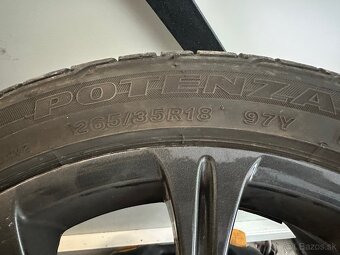 POTENZA
265/35R18 97Y
Bazos.sk